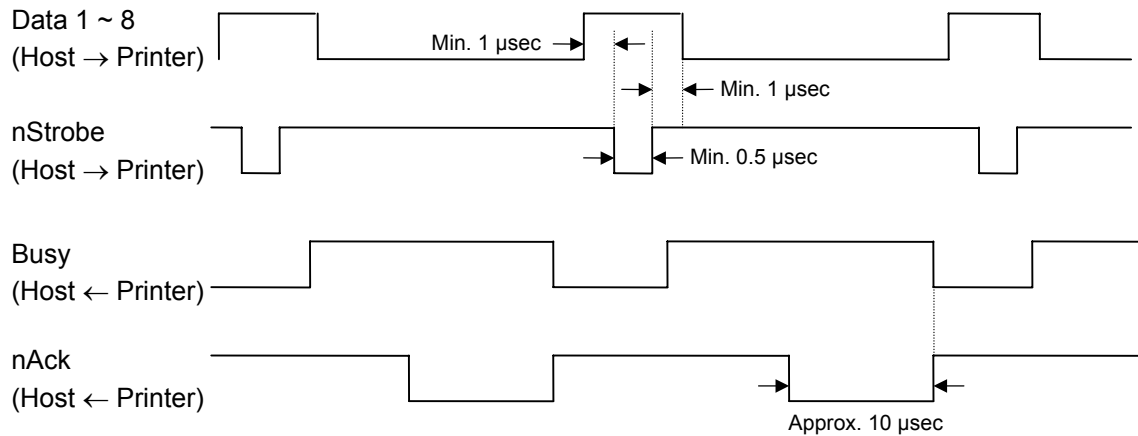 Data 1 ~ 8
(Host → Printer)
Min. 1 µsec
Min. 1 µsec
nStrobe
(Host → Printer)
Min. 0.5 µsec
Busy
(Host ← Printer)
nAck
(Host ← Printer)
Approx. 10 µsec